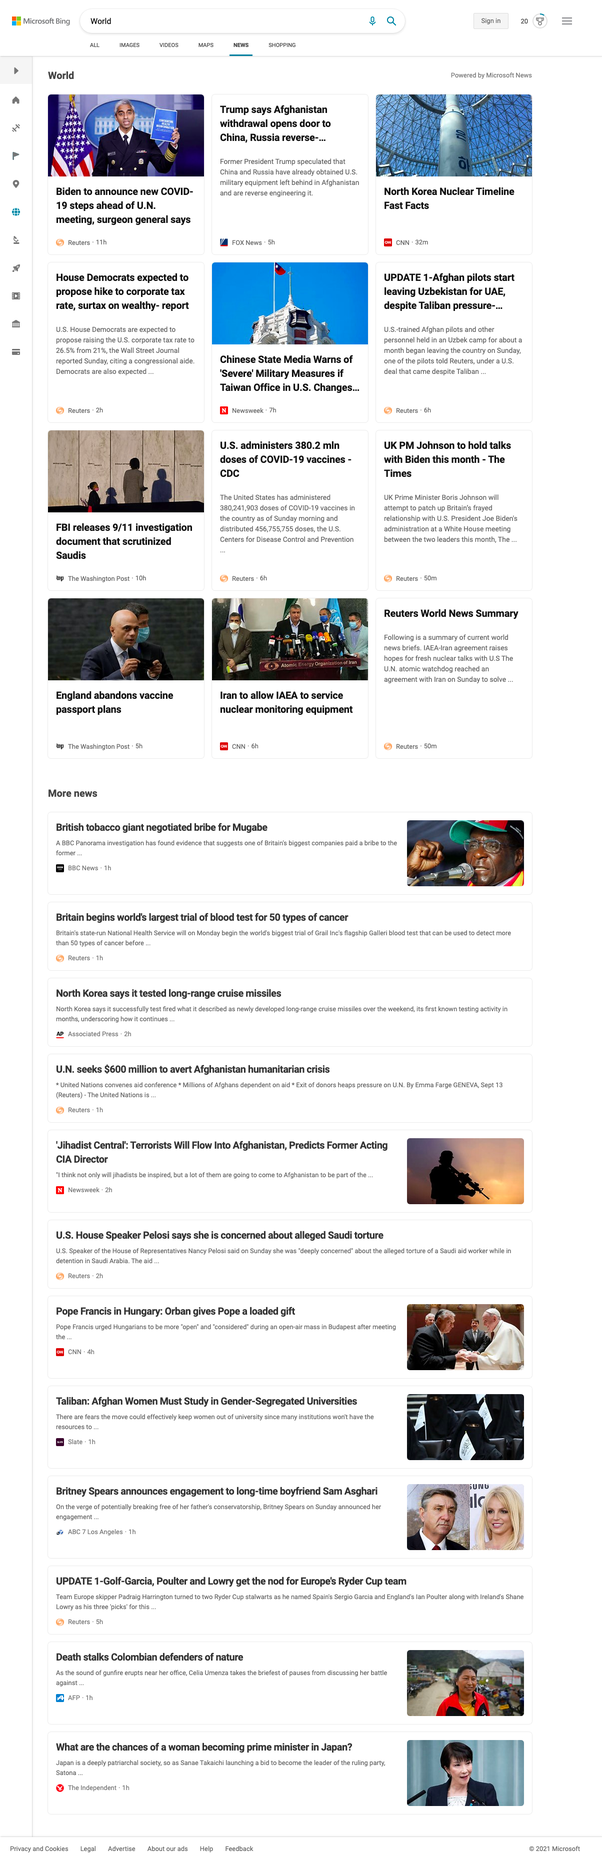 Microsoft Bing
World
Sign in
20
ALL IMAGES VIDEOS MAPS NEWS SHOPPING
World
Powered by Microsoft News
Biden to announce new COVID-
19 steps ahead of U.N.
meeting, surgeon general says
Reuters · 11h
Trump says Afghanistan
withdrawal opens door to
China, Russia reverse-...
Former President Trump speculated that
China and Russia have already obtained U.S.
military equipment left behind in Afghanistan
and are reverse engineering it.
FOX News · 5h
North Korea Nuclear Timeline
Fast Facts
CNN · 32m
House Democrats expected to
propose hike to corporate tax
rate, surtax on wealthy- report
U.S. House Democrats are expected to
propose raising the U.S. corporate tax rate to
26.5% from 21%, the Wall Street Journal
reported Sunday, citing a congressional aide.
Democrats are also expected ...
Reuters · 2h
Chinese State Media Warns of
'Severe' Military Measures if
Taiwan Office in U.S. Changes...
Newsweek · 7h
UPDATE 1-Afghan pilots start
leaving Uzbekistan for UAE,
despite Taliban pressure-...
U.S.-trained Afghan pilots and other
personnel held in an Uzbek camp for about a
month began leaving the country on Sunday,
one of the pilots told Reuters, under a U.S.
deal that came despite Taliban ...
Reuters · 6h
FBI releases 9/11 investigation
document that scrutinized
Saudis
The Washington Post · 10h
U.S. administers 380.2 mln
doses of COVID-19 vaccines -
CDC
The United States has administered
380,241,903 doses of COVID-19 vaccines in
the country as of Sunday morning and
distributed 456,755,755 doses, the U.S.
Centers for Disease Control and Prevention
...
Reuters · 6h
UK PM Johnson to hold talks
with Biden this month - The
Times
UK Prime Minister Boris Johnson will
attempt to patch up Britain's frayed
relationship with U.S. President Joe Biden's
administration at a White House meeting
between the two leaders this month, The ...
Reuters · 50m
England abandons vaccine
passport plans
The Washington Post · 5h
Atomic Energy Organization of Iran
Iran to allow IAEA to service
nuclear monitoring equipment
CNN · 6h
Reuters World News Summary
Following is a summary of current world
news briefs. IAEA-Iran agreement raises
hopes for fresh nuclear talks with U.S The
U.N. atomic watchdog reached an
agreement with Iran on Sunday to solve ...
Reuters · 50m
More news
British tobacco giant negotiated bribe for Mugabe
A BBC Panorama investigation has found evidence that suggests one of Britain's biggest companies paid a bribe to the
former ...
BBC News · 1h
Britain begins world's largest trial of blood test for 50 types of cancer
Britain's state-run National Health Service will on Monday begin the world's biggest trial of Grail Inc's flagship Galleri blood test that can be used to detect more
than 50 types of cancer before ...
Reuters · 1h
North Korea says it tested long-range cruise missiles
North Korea says it successfully test fired what it described as newly developed long-range cruise missiles over the weekend, its first known testing activity in
months, underscoring how it continues ...
AP Associated Press · 2h
U.N. seeks $600 million to avert Afghanistan humanitarian crisis
* United Nations convenes aid conference * Millions of Afghans dependent on aid * Exit of donors heaps pressure on U.N. By Emma Farge GENEVA, Sept 13
(Reuters) - The United Nations is ...
Reuters · 1h
'Jihadist Central': Terrorists Will Flow Into Afghanistan, Predicts Former Acting
CIA Director
"I think not only will jihadists be inspired, but a lot of them are going to come to Afghanistan to be part of the ...
Newsweek · 2h
U.S. House Speaker Pelosi says she is concerned about alleged Saudi torture
U.S. Speaker of the House of Representatives Nancy Pelosi said on Sunday she was "deeply concerned" about the alleged torture of a Saudi aid worker while in
detention in Saudi Arabia. The aid ...
Reuters · 2h
Pope Francis in Hungary: Orban gives Pope a loaded gift
Pope Francis urged Hungarians to be more "open" and "considered" during an open-air mass in Budapest after meeting
the ...
CNN · 4h
Taliban: Afghan Women Must Study in Gender-Segregated Universities
There are fears the move could effectively keep women out of university since many institutions won't have the
resources to ...
Slate · 1h
Britney Spears announces engagement to long-time boyfriend Sam Asghari
On the verge of potentially breaking free of her father's conservatorship, Britney Spears on Sunday announced her
engagement ...
ABC 7 Los Angeles · 1h
UPDATE 1-Golf-Garcia, Poulter and Lowry get the nod for Europe's Ryder Cup team
Team Europe skipper Padraig Harrington turned to two Ryder Cup stalwarts as he named Spain's Sergio Garcia and England's Ian Poulter along with Ireland's Shane
Lowry as his three 'picks' for this ...
Reuters · 5h
Death stalks Colombian defenders of nature
As the sound of gunfire erupts near her office, Celia Umenza takes the briefest of pauses from discussing her battle
against ...
AFP · 1h
What are the chances of a woman becoming prime minister in Japan?
Japan is a deeply patriarchal society, so as Sanae Takaichi launching a bid to become the leader of the ruling party,
Satona ...
The Independent · 1h
Privacy and Cookies Legal Advertise About our ads Help Feedback
© 2021 Microsoft